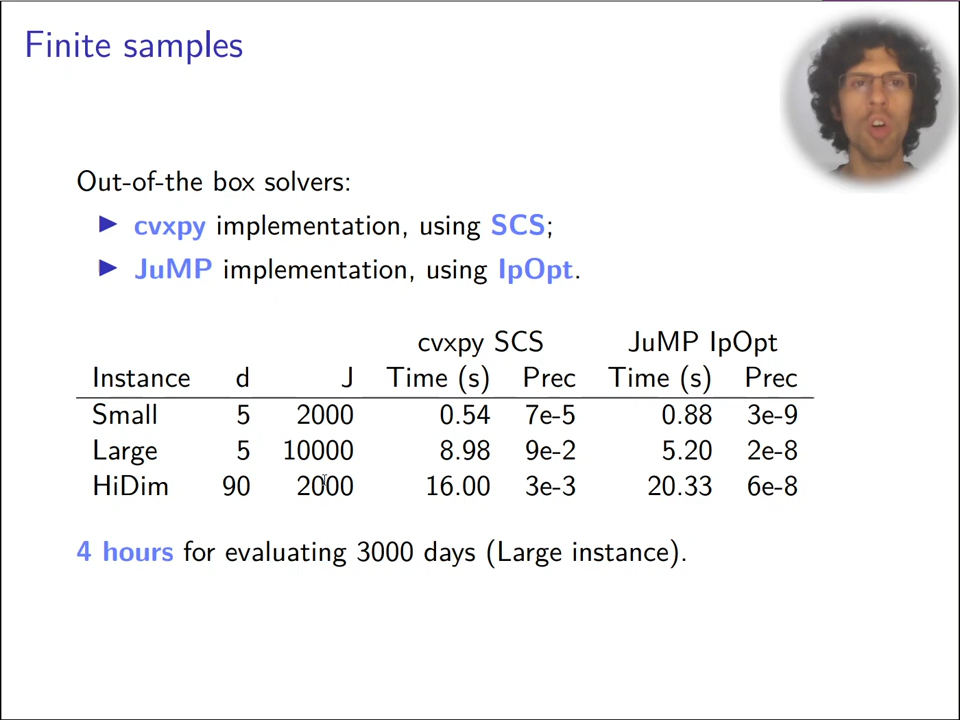 Finite samples
Out-of-the box solvers:
▶ cvxpy implementation, using SCS;
▶ JuMP implementation, using IpOpt.
cvxpy SCS JuMP IpOpt
Instance d J Time (s) Prec Time (s) Prec
Small 5 2000 0.54 7e-5 0.88 3e-9
Large 5 10000 8.98 9e-2 5.20 2e-8
HiDim 90 2000 16.00 3e-3 20.33 6e-8
4 hours for evaluating 3000 days (Large instance).